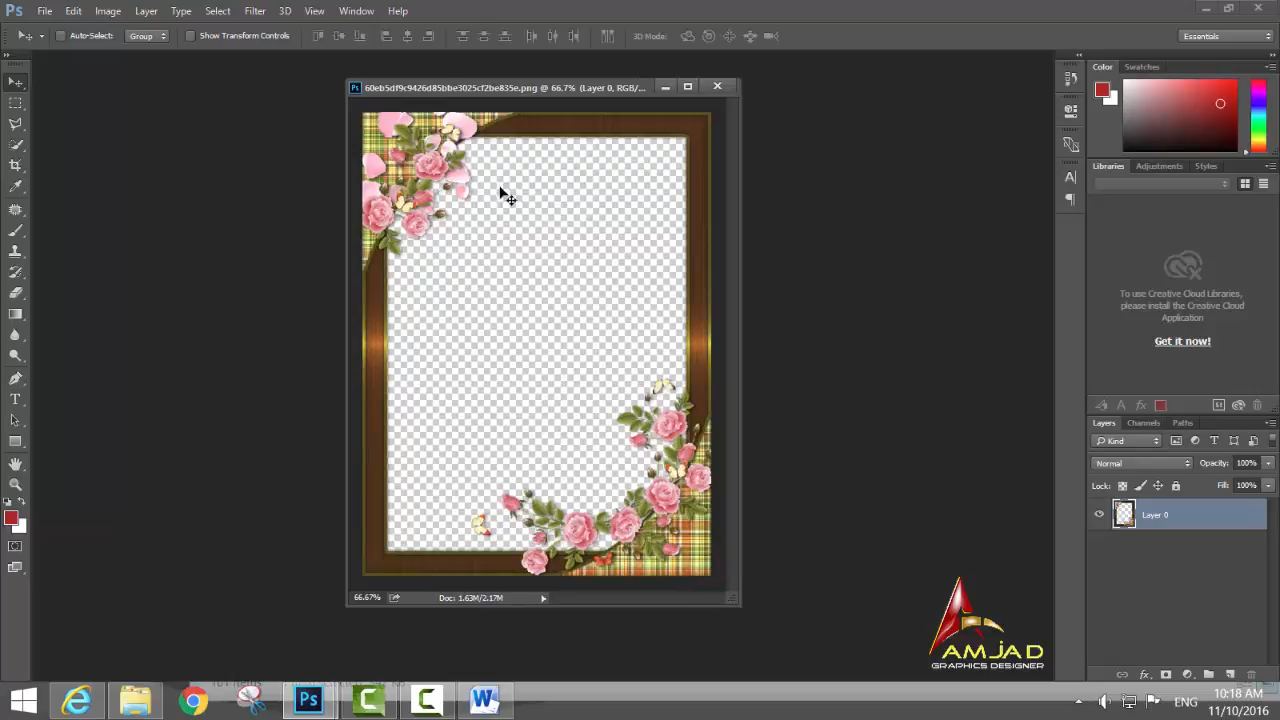 Ps File Edit Image Layer Type Select Filter 3D View Window Help
Auto-Select: Group Show Transform Controls 3D Mode: Essentials
60eb5df9c9426d85bbe3025cf2be835e.png @ 66.7% (Layer 0, RGB/...
Color Swatches
Libraries Adjustments Styles
To use Creative Cloud Libraries,
please install the Creative Cloud
Application
Get it now!
Layers Channels Paths
Kind
Normal Opacity: 100%
Lock: Fill: 100%
Layer 0
66.67% Doc: 1.63M/2.17M
AMJAD
GRAPHICS DESIGNER
ENG
10:18 AM
11/10/2016